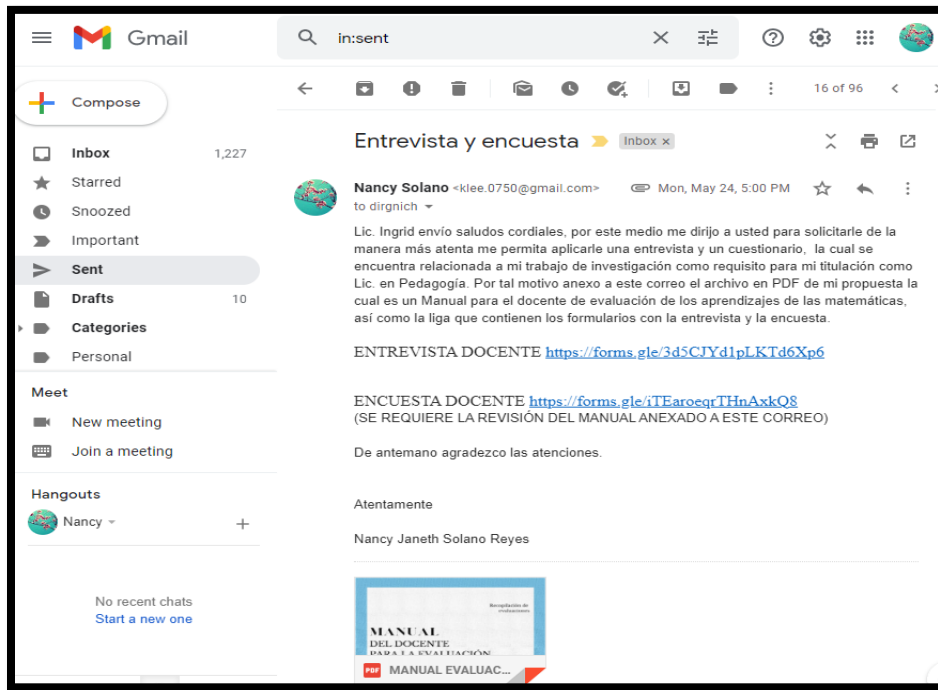 Gmail
in:sent
Compose
16 of 96
Inbox 1,227
Starred
Snoozed
Important
Sent
Drafts 10
Categories
Personal
Meet
New meeting
Join a meeting
Hangouts
Nancy
No recent chats
Start a new one
Entrevista y encuesta Inbox x
Nancy Solano <klee.0750@gmail.com> Mon, May 24, 5:00 PM
to dirgnich
Lic. Ingrid envío saludos cordiales, por este medio me dirijo a usted para solicitarle de la
manera más atenta me permita aplicarle una entrevista y un cuestionario, la cual se
encuentra relacionada a mi trabajo de investigación como requisito para mi titulación como
Lic. en Pedagogía. Por tal motivo anexo a este correo el archivo en PDF de mi propuesta la
cual es un Manual para el docente de evaluación de los aprendizajes de las matemáticas,
así como la liga que contienen los formularios con la entrevista y la encuesta.
ENTREVISTA DOCENTE https://forms.gle/3d5CJYd1pLKTd6Xp6
ENCUESTA DOCENTE https://forms.gle/iTEaroeqrTHnAxkQ8
(SE REQUIERE LA REVISIÓN DEL MANUAL ANEXADO A ESTE CORREO)
De antemano agradezco las atenciones.
Atentamente
Nancy Janeth Solano Reyes
Recopilación de
evaluaciones
MANUAL
DEL DOCENTE
PARA LA EVALUACIÓN
PDF MANUAL EVALUAC...